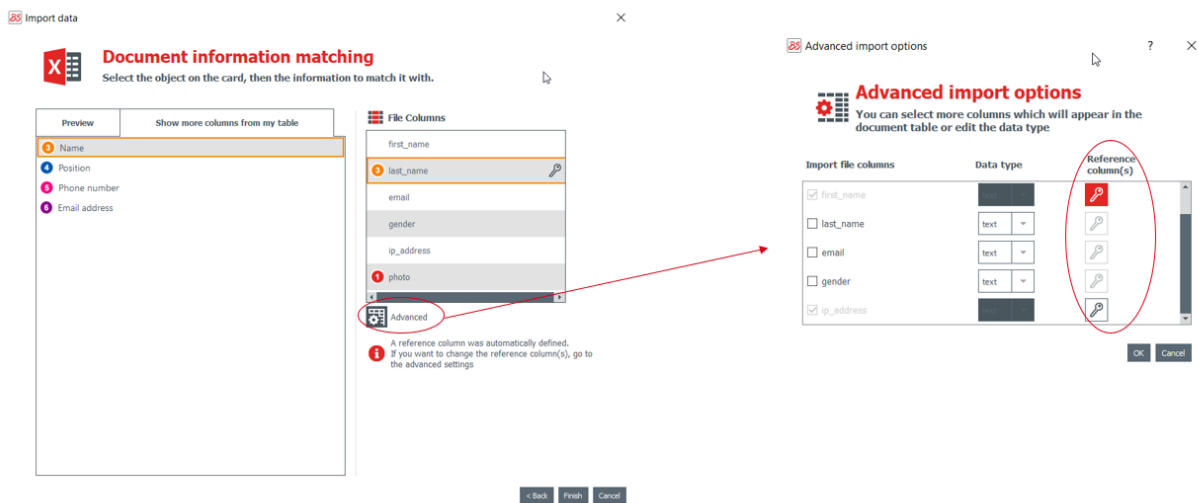 BS Import data
Document information matching
Select the object on the card, then the information to match it with.
Preview
Show more columns from my table
3 Name
4 Position
5 Phone number
6 Email address
File Columns
first_name
3 last_name
email
gender
ip_address
1 photo
Advanced
A reference column was automatically defined.
If you want to change the reference column(s), go to
the advanced settings
< Back
Finish
Cancel
BS Advanced import options
?
Advanced import options
You can select more columns which will appear in the
document table or edit the data type
Import file columns
Data type
Reference
column(s)
first_name text
last_name text
email text
gender text
ip_address text
OK
Cancel